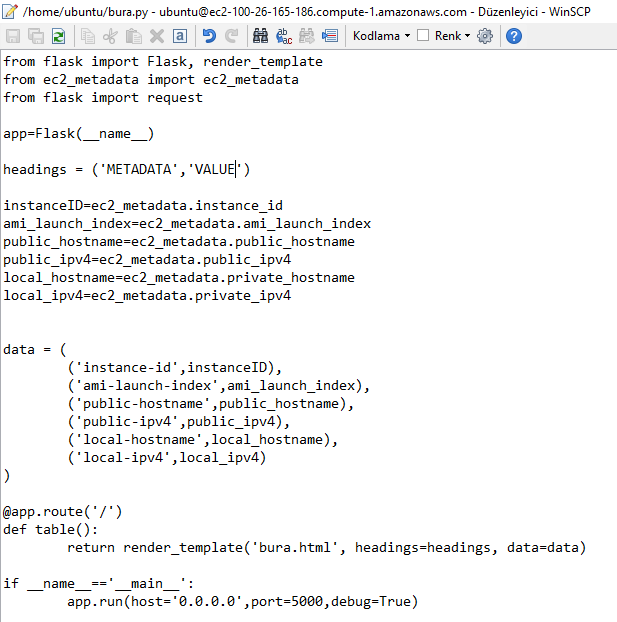 /home/ubuntu/bura.py - ubuntu@ec2-100-26-165-186.compute-1.amazonaws.com - Düzenleyici - WinSCP
Kodlama Renk
from flask import Flask, render_template
from ec2_metadata import ec2_metadata
from flask import request
app=Flask(__name__)
headings = ('METADATA','VALUE')
instanceID=ec2_metadata.instance_id
ami_launch_index=ec2_metadata.ami_launch_index
public_hostname=ec2_metadata.public_hostname
public_ipv4=ec2_metadata.public_ipv4
local_hostname=ec2_metadata.private_hostname
local_ipv4=ec2_metadata.private_ipv4
data = (
('instance-id',instanceID),
('ami-launch-index',ami_launch_index),
('public-hostname',public_hostname),
('public-ipv4',public_ipv4),
('local-hostname',local_hostname),
('local-ipv4',local_ipv4)
)
@app.route('/')
def table():
return render_template('bura.html', headings=headings, data=data)
if __name__=='__main__':
app.run(host='0.0.0.0',port=5000,debug=True)